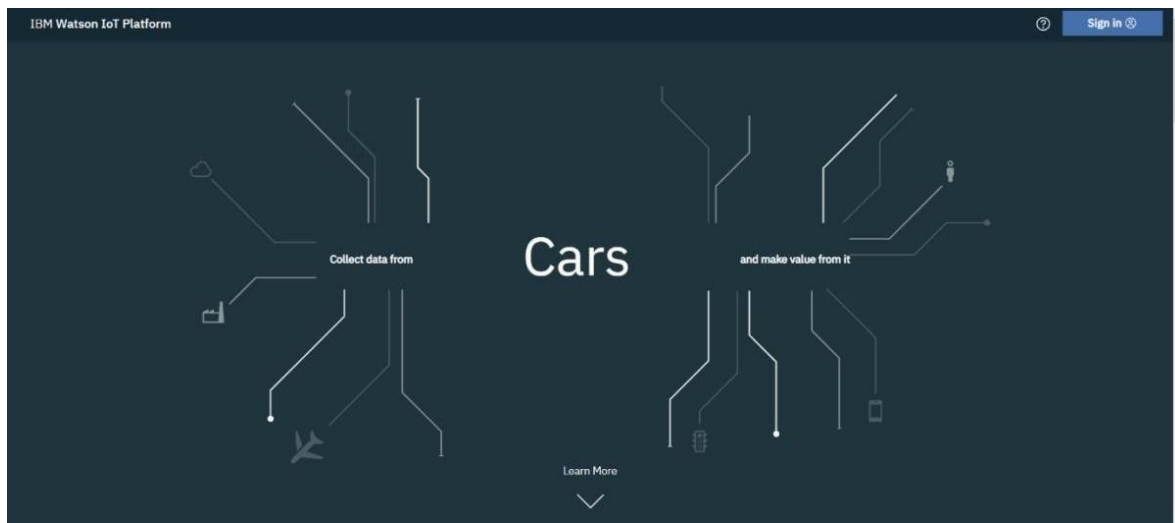 IBM Watson IoT Platform
Sign in
Collect data from
Cars
and make value from it
Learn More